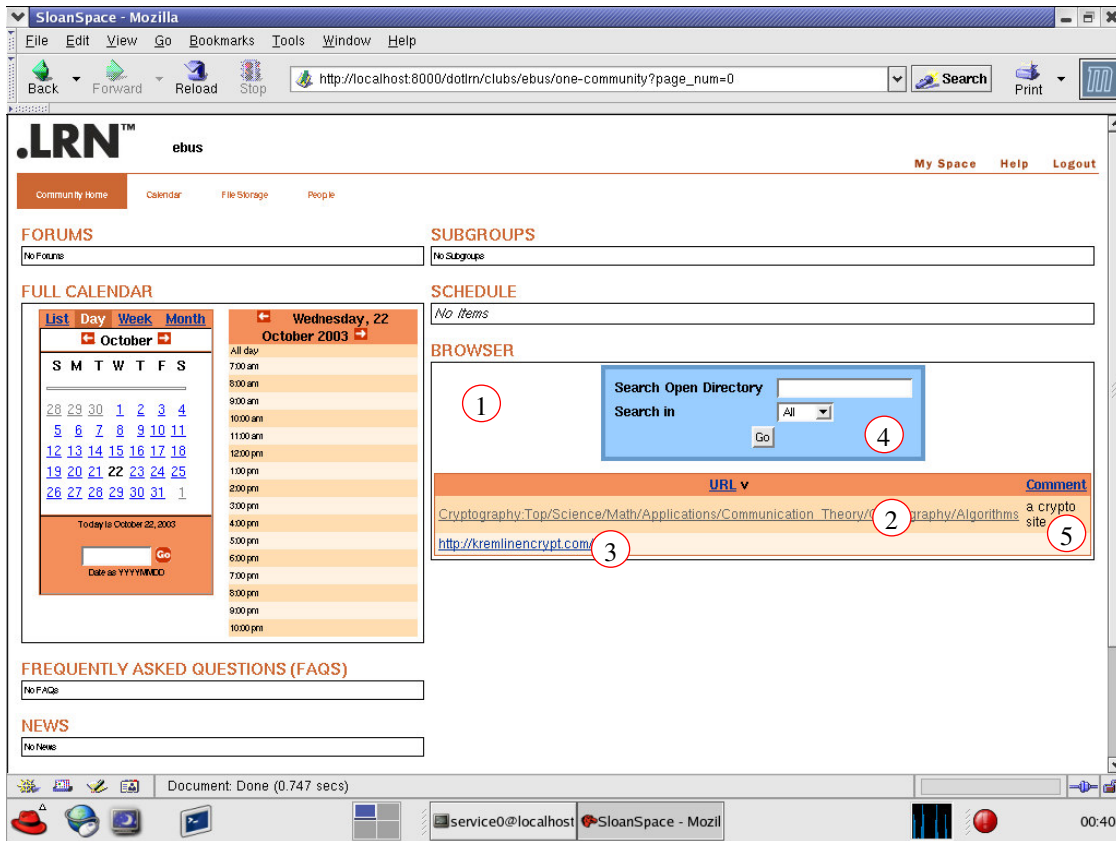 SloanSpace - Mozilla
File Edit View Go Bookmarks Tools Window Help
Back Forward Reload Stop http://localhost:8000/dotlrn/clubs/ebus/one-community?page_num=0 Search Print
.LRN™ ebus
My Space Help Logout
Community Home Calendar File Storage People
FORUMS
No Forums
FULL CALENDAR
List Day Week Month
October
S M T W T F S
28 29 30 1 2 3 4
5 6 7 8 9 10 11
12 13 14 15 16 17 18
19 20 21 22 23 24 25
26 27 28 29 30 31 1
Today is October 22, 2003
Go
Date as YYYYMMDD
Wednesday, 22
October 2003
All day
7:00 am
8:00 am
9:00 am
10:00 am
11:00 am
12:00 pm
1:00 pm
2:00 pm
3:00 pm
4:00 pm
5:00 pm
6:00 pm
7:00 pm
8:00 pm
9:00 pm
10:00 pm
FREQUENTLY ASKED QUESTIONS (FAQS)
No FAQs
NEWS
No News
SUBGROUPS
No Subgroups
SCHEDULE
No Items
BROWSER
1
Search Open Directory
Search in All
Go
4
URL v Comment
Cryptography:Top/Science/Math/Applications/Communication_Theory/ 2 /Algorithms a crypto
site
5
http://kremlinencrypt.com/
3
Document: Done (0.747 secs)
service0@localhost SloanSpace - Mozil 00:40